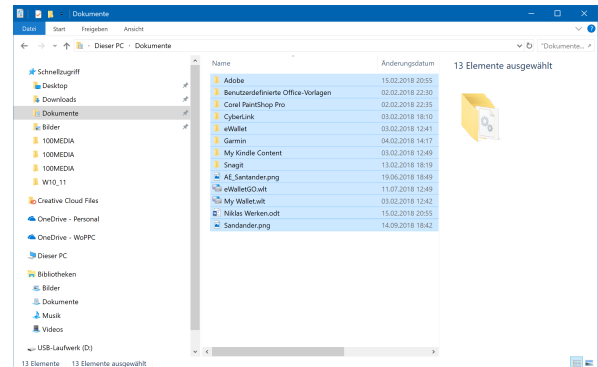 Dokumente
Datei Start Freigeben Ansicht
Dieser PC › Dokumente
"Dokumente...
Schnellzugriff
Desktop
Downloads
Dokumente
Bilder
100MEDIA
100MEDIA
100MEDIA
W10_11
Creative Cloud Files
OneDrive - Personal
OneDrive - WoPPC
Dieser PC
Bibliotheken
Bilder
Dokumente
Musik
Videos
USB-Laufwerk (D:)
Name Änderungsdatum
Adobe 15.02.2018 20:55
Benutzerdefinierte Office-Vorlagen 02.02.2018 22:30
Corel PaintShop Pro 02.02.2018 22:35
CyberLink 03.02.2018 18:10
eWallet 03.02.2018 12:41
Garmin 04.02.2018 14:17
My Kindle Content 03.02.2018 12:49
Snagit 13.02.2018 18:19
AE_Santander.png 19.06.2018 18:49
eWalletGO.wlt 11.07.2018 12:49
My Wallet.wlt 03.02.2018 12:42
Niklas Werken.odt 15.02.2018 20:55
Sandander.png 14.09.2018 18:42
13 Elemente ausgewählt
13 Elemente 13 Elemente ausgewählt